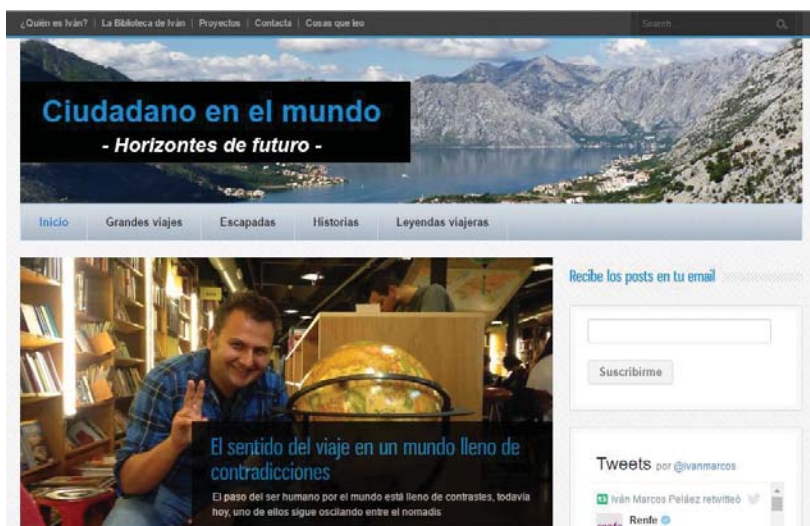 ¿Quién es Iván? | La Biblioteca de Iván | Proyectos | Contacta | Cosas que leo
Search
Ciudadano en el mundo
- Horizontes de futuro -
Inicio
Grandes viajes
Escapadas
Historias
Leyendas viajeras
Recibe los posts en tu email
Suscribirme
El sentido del viaje en un mundo lleno de
contradicciones
El paso del ser humano por el mundo está lleno de contrastes, todavía
hoy, uno de ellos sigue oscilando entre el nomadis
Tweets por @ivanmarcos
Iván Marcos Peláez retwitteó
Renfe